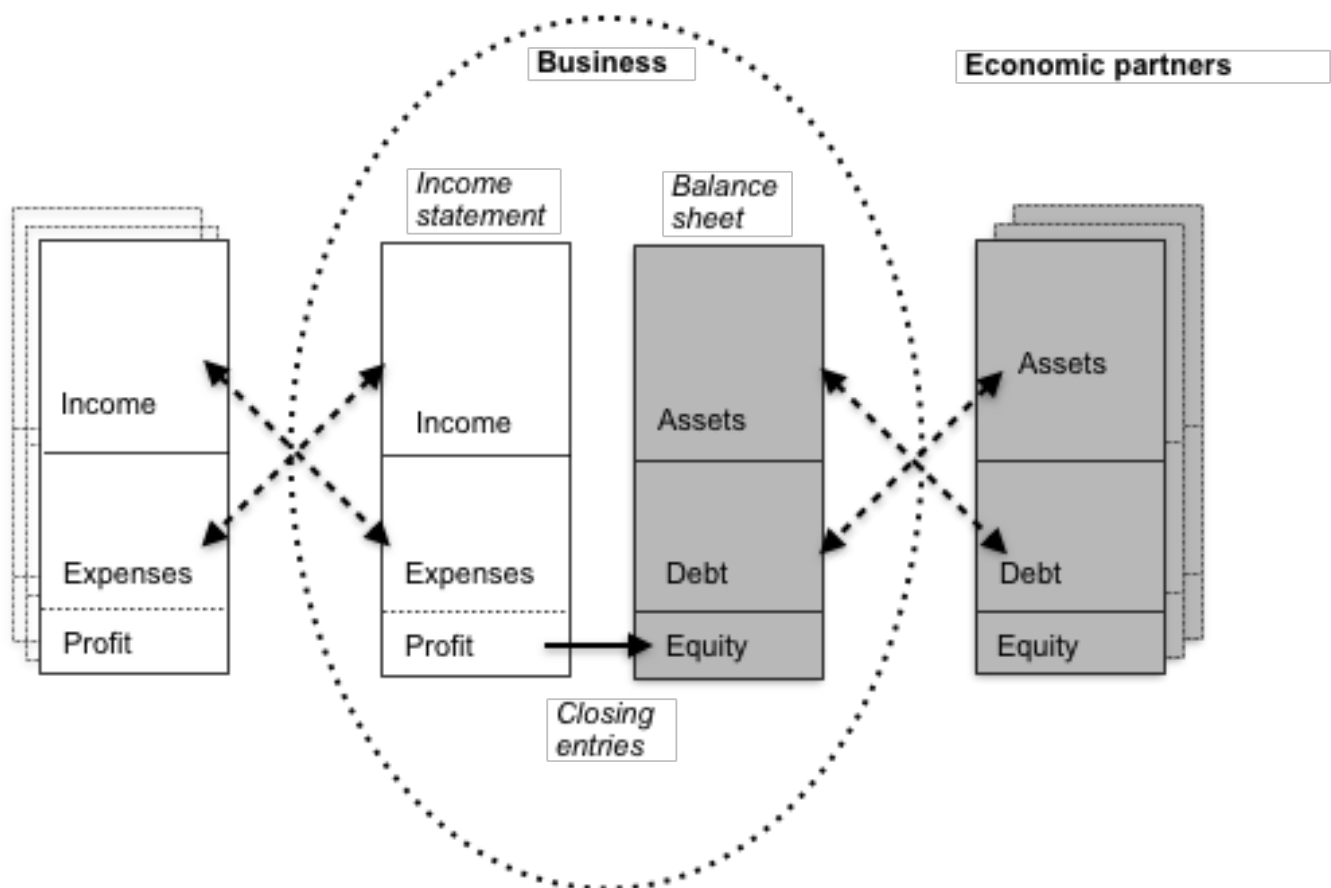 Business
Economic partners
Income
statement
Balance
sheet
Income
Expenses
Profit
Income
Expenses
Profit
Assets
Debt
Equity
Assets
Debt
Equity
Closing
entries